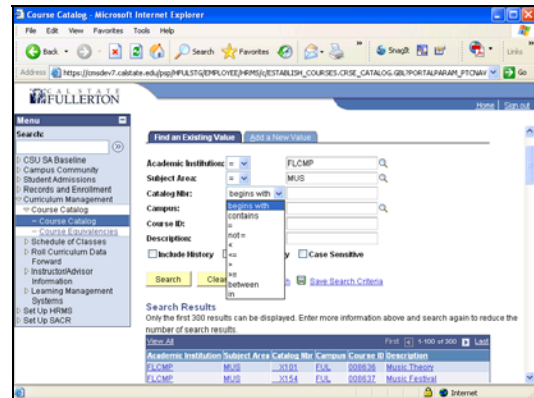 Course Catalog - Microsoft Internet Explorer
File Edit View Favorites Tools Help
Back Search Favorites SnagIt Links
Address https://cmsdev7.calstate.edu/psp/HFULSTG/EMPLOYEE/HRMS/c/ESTABLISH_COURSES.CRSE_CATALOG.GBL?PORTALPARAM_PTCNAV Go
CAL STATE
FULLERTON
Home | Sign out
Menu
Search:
CSU SA Baseline
Campus Community
Student Admissions
Records and Enrollment
Curriculum Management
Course Catalog
- Course Catalog
- Course Equivalencies
Schedule of Classes
Roll Curriculum Data
Forward
Instructor/Advisor
Information
Learning Management
Systems
Set Up HRMS
Set Up SACR
Find an Existing Value Add a New Value
Academic Institution: = FLCMP
Subject Area: = MUS
Catalog Nbr: begins with
Campus:
Course ID:
Description:
begins with
contains
=
not =
<
<=
>
>=
between
in
Include History y Case Sensitive
Search Clea h Save Search Criteria
Search Results
Only the first 300 results can be displayed. Enter more information above and search again to reduce the
number of search results.
View All First 1-100 of 300 Last
Academic Institution Subject Area Catalog Nbr Campus Course ID Description
FLCMP MUS X101 FUL 008636 Music Theory
FLCMP MUS X154 FUL 008637 Music Festival
Internet